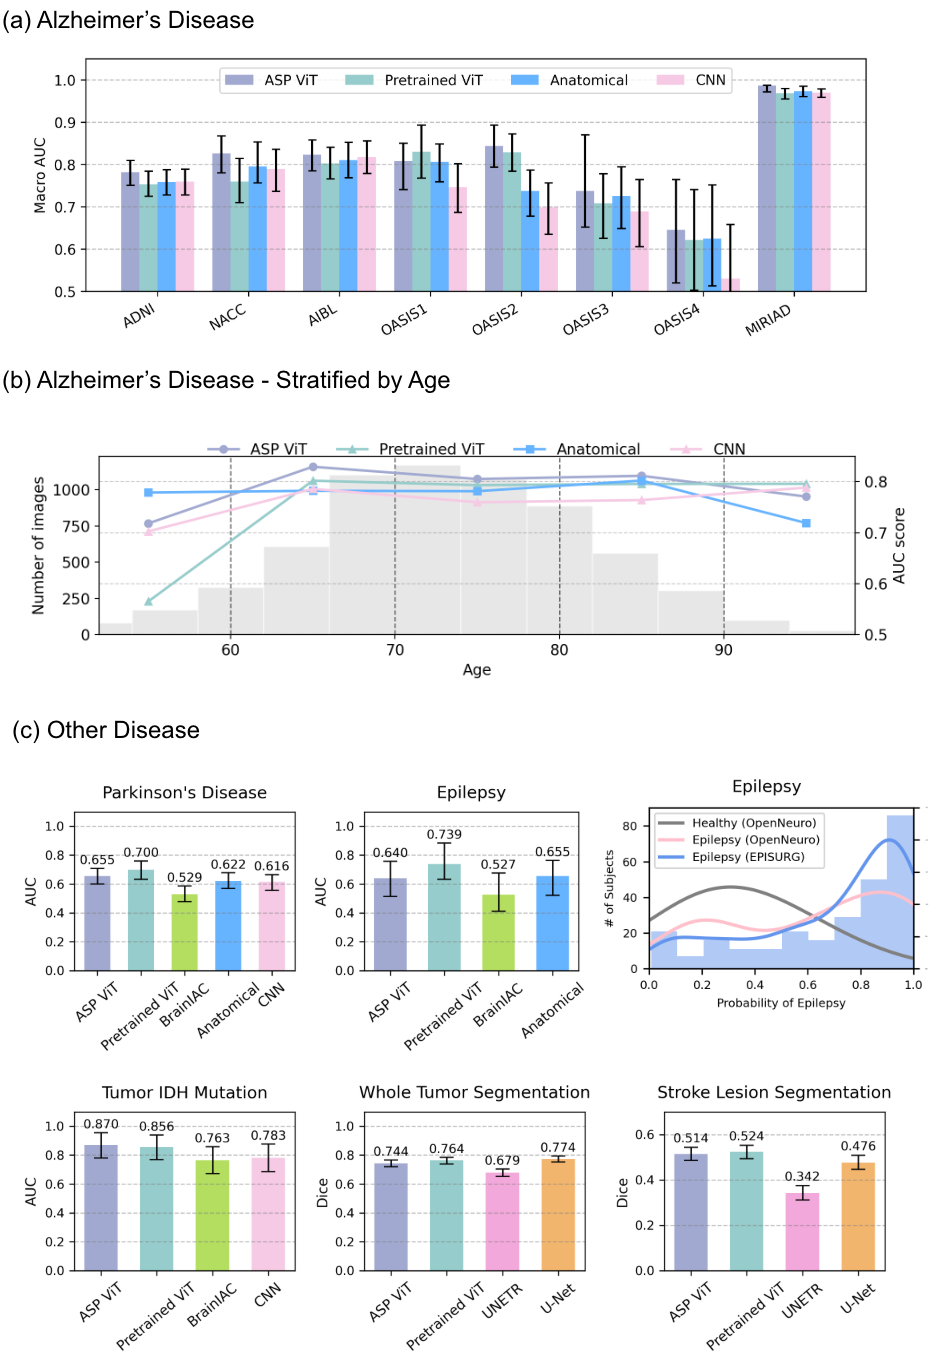 (a) Alzheimer's Disease
ASP ViT Pretrained ViT Anatomical CNN
Macro AUC
1.0
0.9
0.8
0.7
0.6
0.5
ADNI NACC AIBL OASIS1 OASIS2 OASIS3 OASIS4 MIRIAD
(b) Alzheimer's Disease - Stratified by Age
ASP ViT Pretrained ViT Anatomical CNN
Number of images
1000
750
500
250
0
0.8
0.7
0.6
0.5
AUC score
60 70 80 90
Age
(c) Other Disease
Parkinson's Disease
AUC
1.0
0.8
0.6
0.4
0.2
0.0
0.655 0.700 0.529 0.622 0.616
ASP ViT Pretrained ViT BrainIAC Anatomical CNN
Epilepsy
AUC
1.0
0.8
0.6
0.4
0.2
0.0
0.640 0.739 0.527 0.655
ASP ViT Pretrained ViT BrainIAC Anatomical
Epilepsy
Healthy (OpenNeuro)
Epilepsy (OpenNeuro)
Epilepsy (EPISURG)
# of Subjects
80
60
40
20
0
0.0 0.2 0.4 0.6 0.8 1.0
Probability of Epilepsy
Tumor IDH Mutation
AUC
1.0
0.8
0.6
0.4
0.2
0.0
0.870 0.856 0.763 0.783
ASP ViT Pretrained ViT BrainIAC CNN
Whole Tumor Segmentation
Dice
1.0
0.8
0.6
0.4
0.2
0.0
0.744 0.764 0.679 0.774
ASP ViT Pretrained ViT UNETR U-Net
Stroke Lesion Segmentation
Dice
0.6
0.4
0.2
0.0
0.514 0.524 0.342 0.476
ASP ViT Pretrained ViT UNETR U-Net